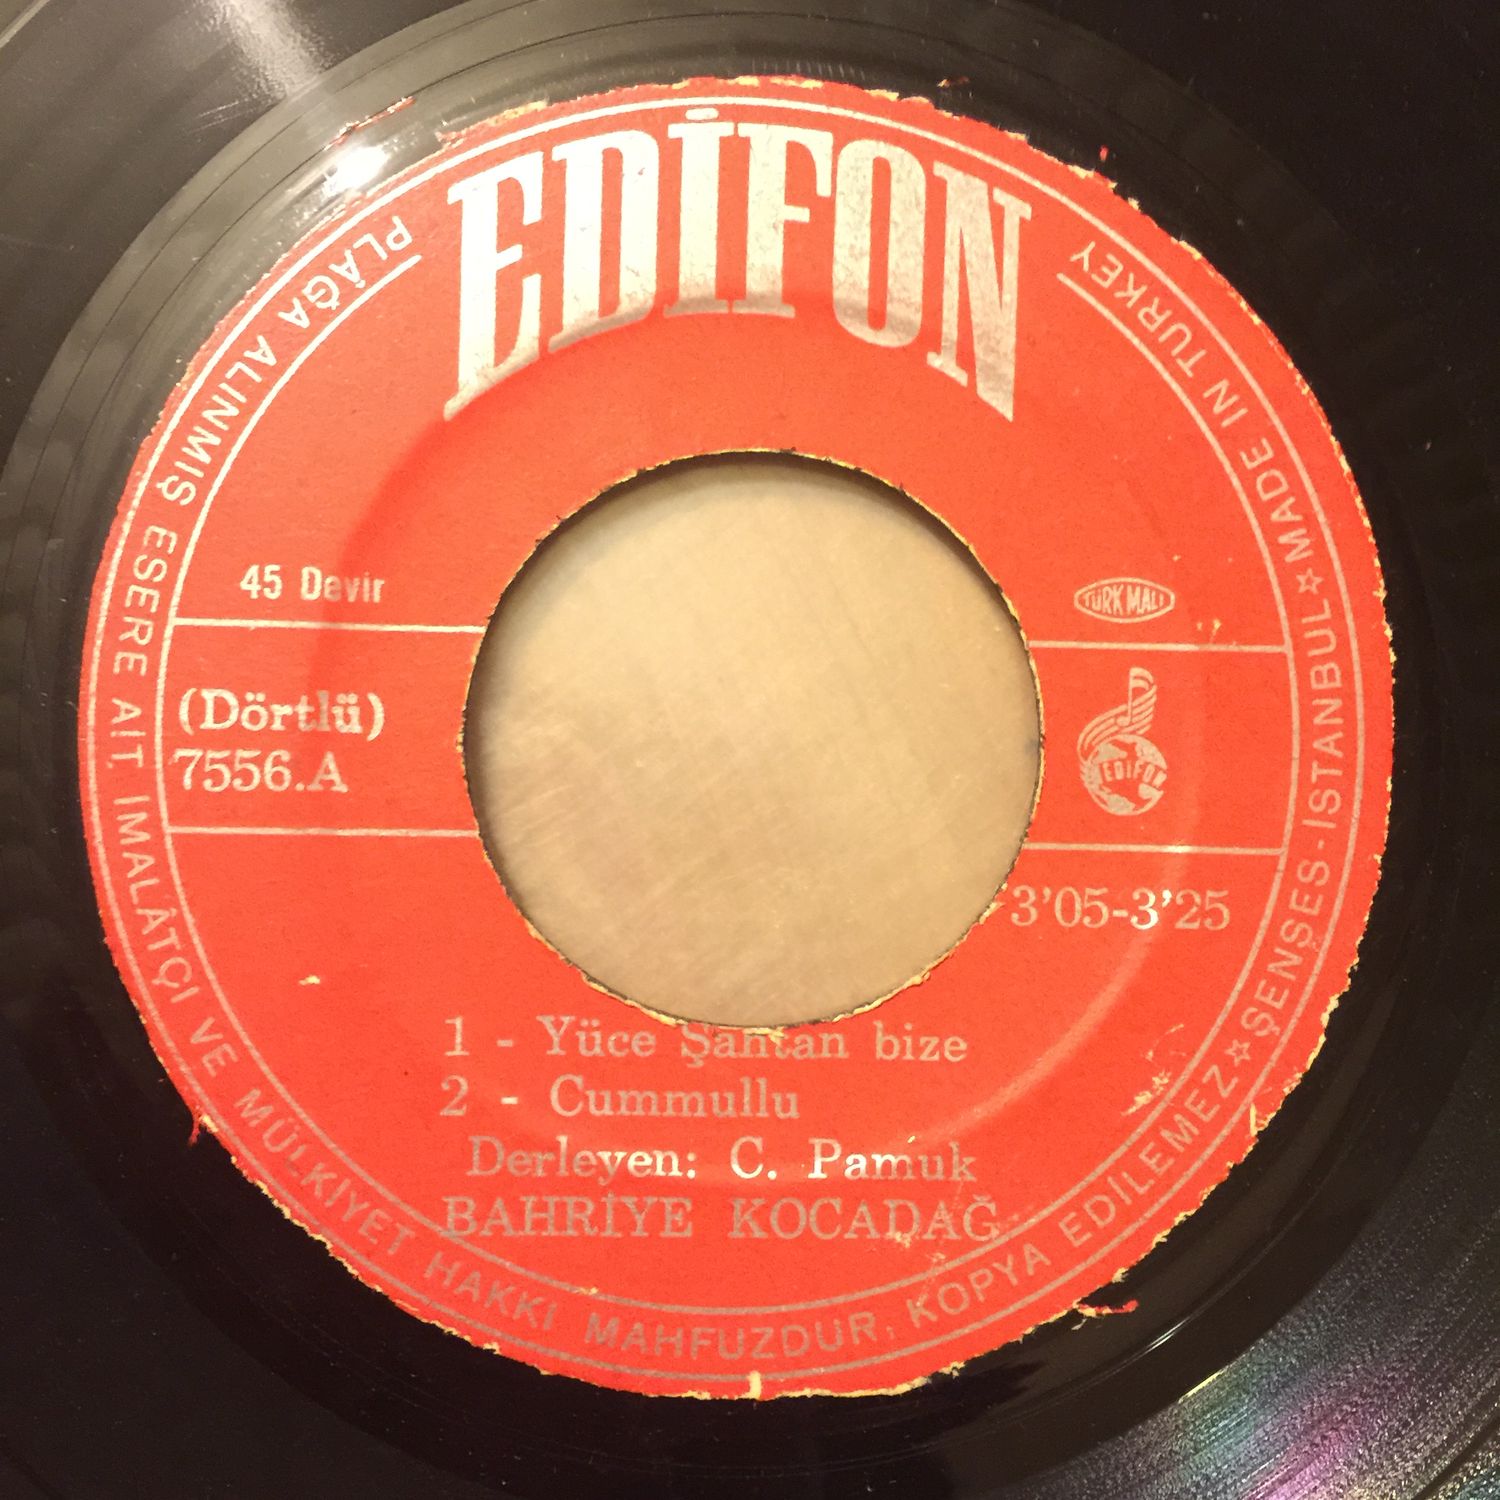 EDİFON
PLÂĞA ALINMIŞ ESERE AİT, İMALÂTÇI VE MÜLKİYET HAKKI MAHFUZDUR, KOPYA EDİLEMEZ ☆ ŞENŞES-İSTANBUL ☆ MADE IN TURKEY
45 Devir
TÜRK MALI
(Dörtlü)
7556.A
EDİFON
3'05-3'25
1 - Yüce Şahtan bize
2 - Cummullu
Derleyen: C. Pamuk
BAHRİYE KOCADAĞ